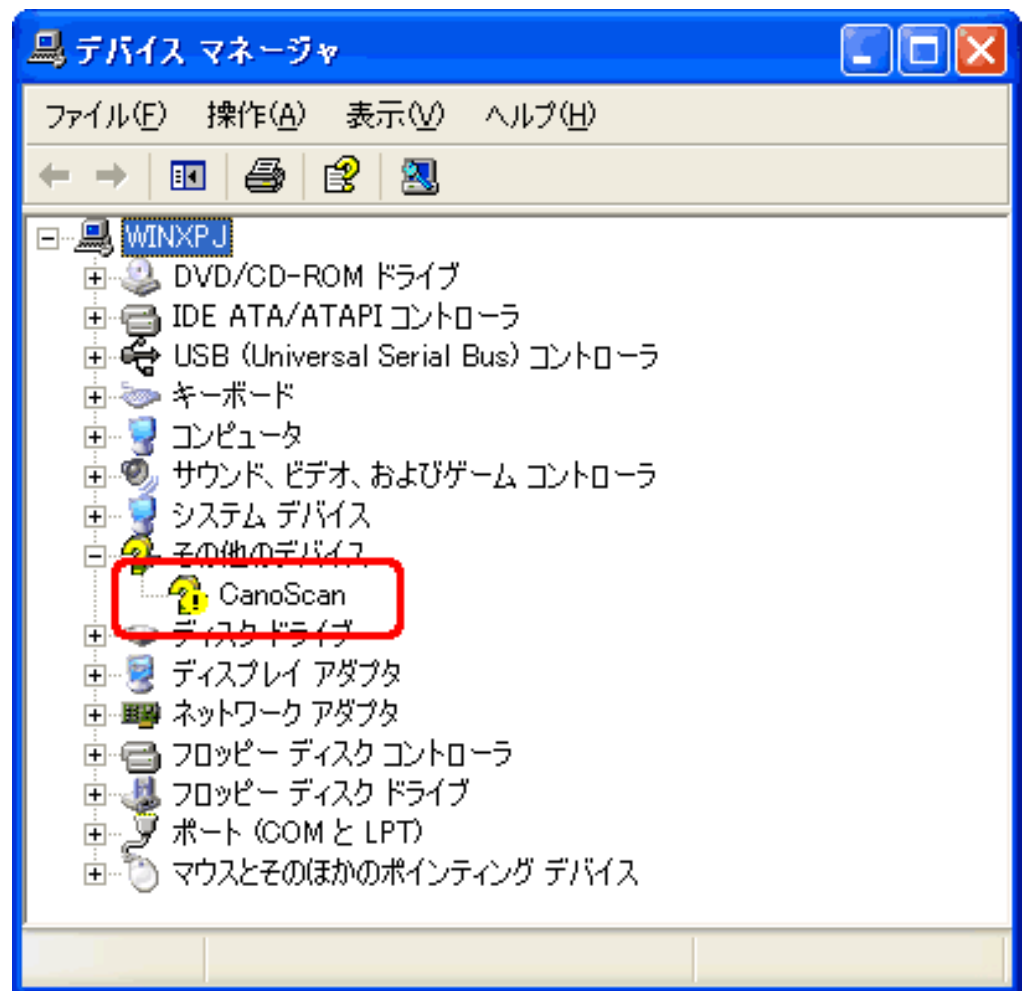 デバイス マネージャ
ファイル(F) 操作(A) 表示(V) ヘルプ(H)
WINXPJ
DVD/CD-ROM ドライブ
IDE ATA/ATAPI コントローラ
USB (Universal Serial Bus) コントローラ
キーボード
コンピュータ
サウンド、ビデオ、およびゲーム コントローラ
システム デバイス
その他のデバイス
CanoScan
ディスク ドライブ
ディスプレイ アダプタ
ネットワーク アダプタ
フロッピー ディスク コントローラ
フロッピー ディスク ドライブ
ポート (COM と LPT)
マウスとそのほかのポインティング デバイス